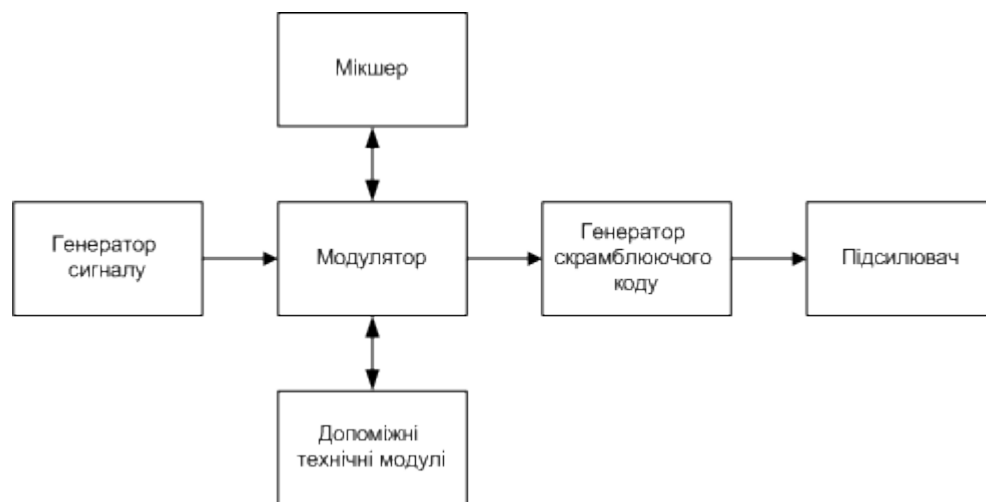 Мікшер
Генератор
сигналу
Модулятор
Генератор
скрамблюючого
коду
Підсилювач
Допоміжні
технічні модулі